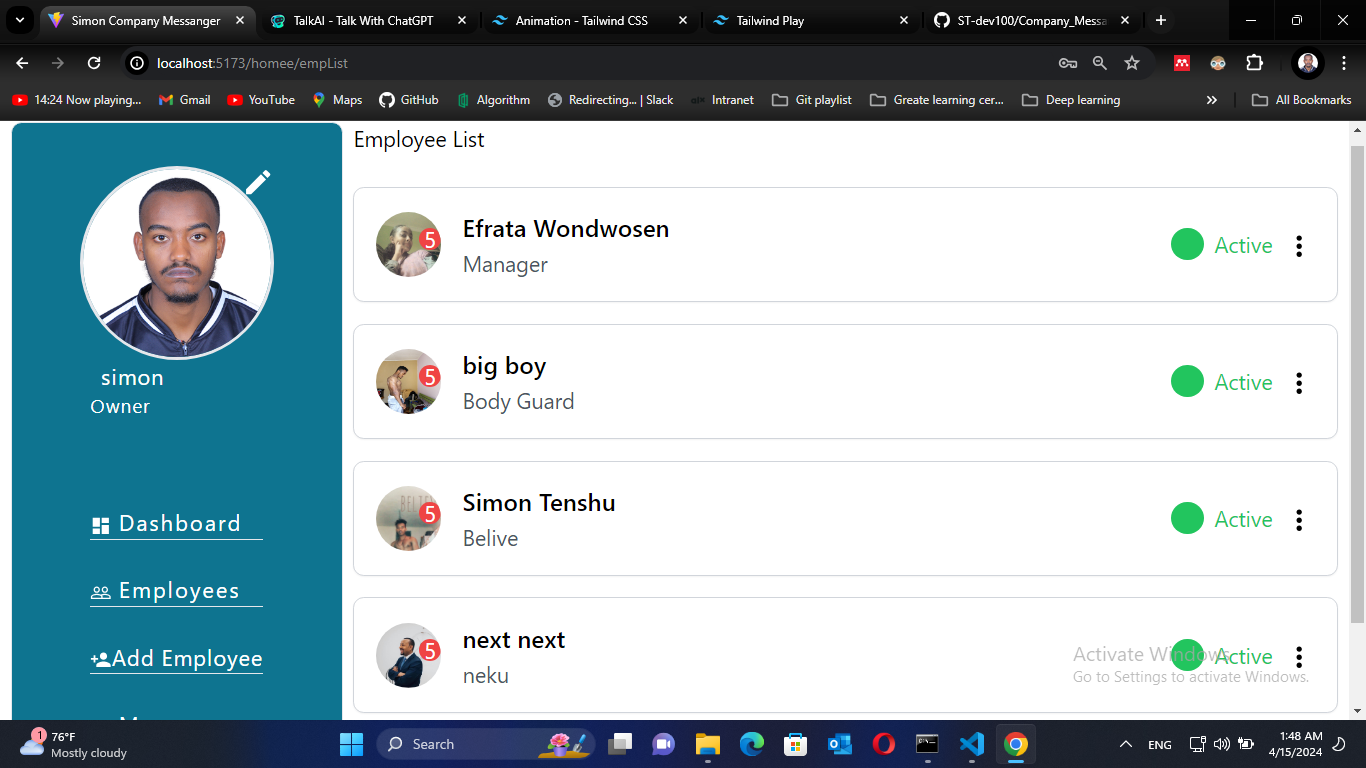 Simon Company Messanger
TalkAI - Talk With ChatGPT
Animation - Tailwind CSS
Tailwind Play
ST-dev100/Company_Messa
localhost:5173/homee/empList
14:24 Now playing...
Gmail
YouTube
Maps
GitHub
Algorithm
Redirecting... | Slack
Intranet
Git playlist
Greate learning cer...
Deep learning
All Bookmarks
simon
Owner
Dashboard
Employees
Add Employee
Employee List
5
Efrata Wondwosen
Manager
Active
5
big boy
Body Guard
Active
5
Simon Tenshu
Belive
Active
5
next next
neku
Active
Activate Windows
Go to Settings to activate Windows.
1
76°F
Mostly cloudy
Search
ENG
1:48 AM
4/15/2024